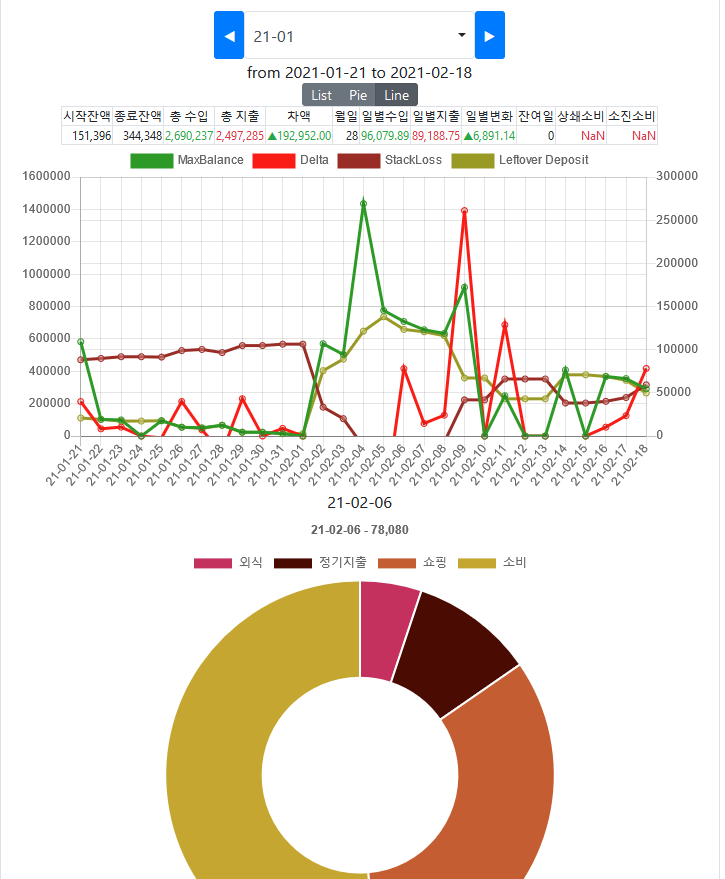 ◀ 21-01 ▶
from 2021-01-21 to 2021-02-18
List Pie Line
시작잔액 종료잔액 총 수입 총 지출 차액 월일 일별수입 일별지출 일별변화 잔여일 상쇄소비 소진소비
151,396 344,348 2,690,237 2,497,285 ▲192,952.00 28 96,079.89 89,188.75 ▲6,891.14 0 NaN NaN
MaxBalance Delta StackLoss Leftover Deposit
1600000 300000
1400000 250000
1200000 200000
1000000
800000 150000
600000 100000
400000
200000 50000
0 0
21-01-21 21-01-22 21-01-23 21-01-24 21-01-25 21-01-26 21-01-27 21-01-28 21-01-29 21-01-30 21-01-31 21-02-01 21-02-02 21-02-03 21-02-04 21-02-05 21-02-06 21-02-07 21-02-08 21-02-09 21-02-10 21-02-11 21-02-12 21-02-13 21-02-14 21-02-15 21-02-16 21-02-17 21-02-18
21-02-06
21-02-06 - 78,080
외식 정기지출 쇼핑 소비